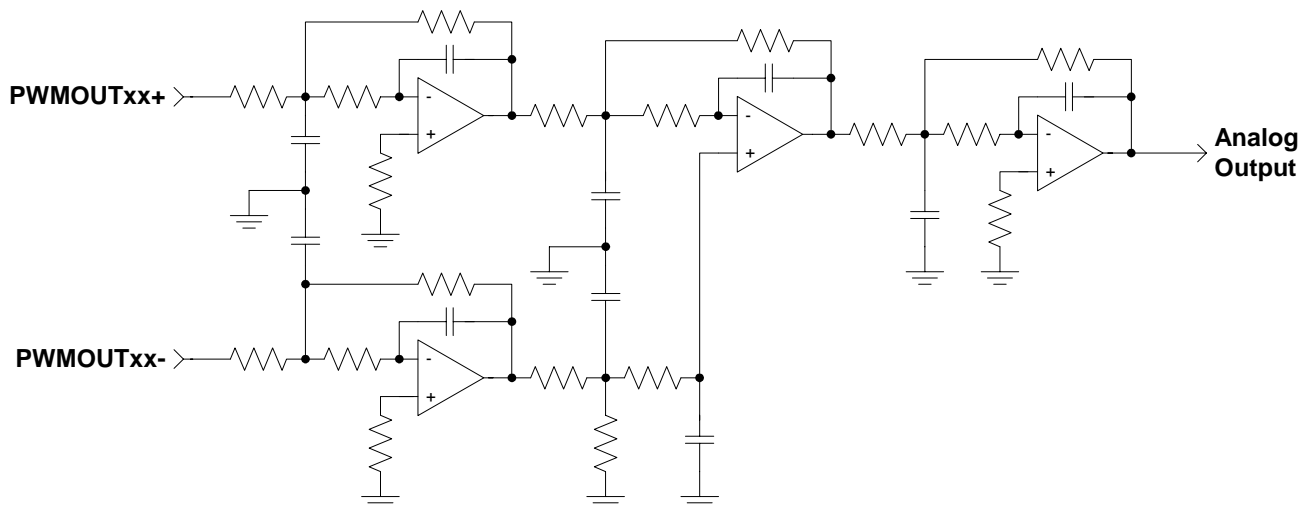 PWMOUTxx+
-
+
-
+
-
+
Analog
Output
PWMOUTxx-
-
+